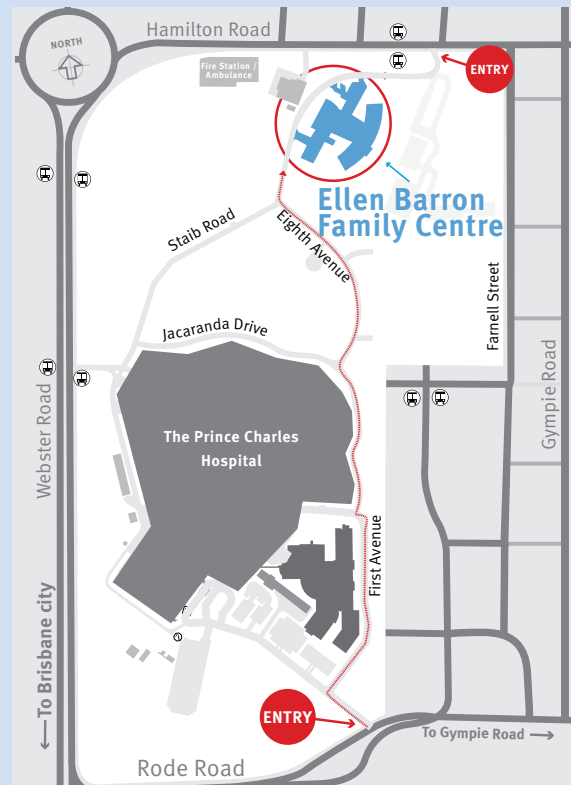 Hamilton Road
NORTH
Fire Station /
Ambulance
ENTRY
Ellen Barron
Family Centre
Staib Road
Eighth Avenue
Farnell Street
Jacaranda Drive
Gympie Road
Webster Road
The Prince Charles
Hospital
First Avenue
To Brisbane city
ENTRY
To Gympie Road
Rode Road